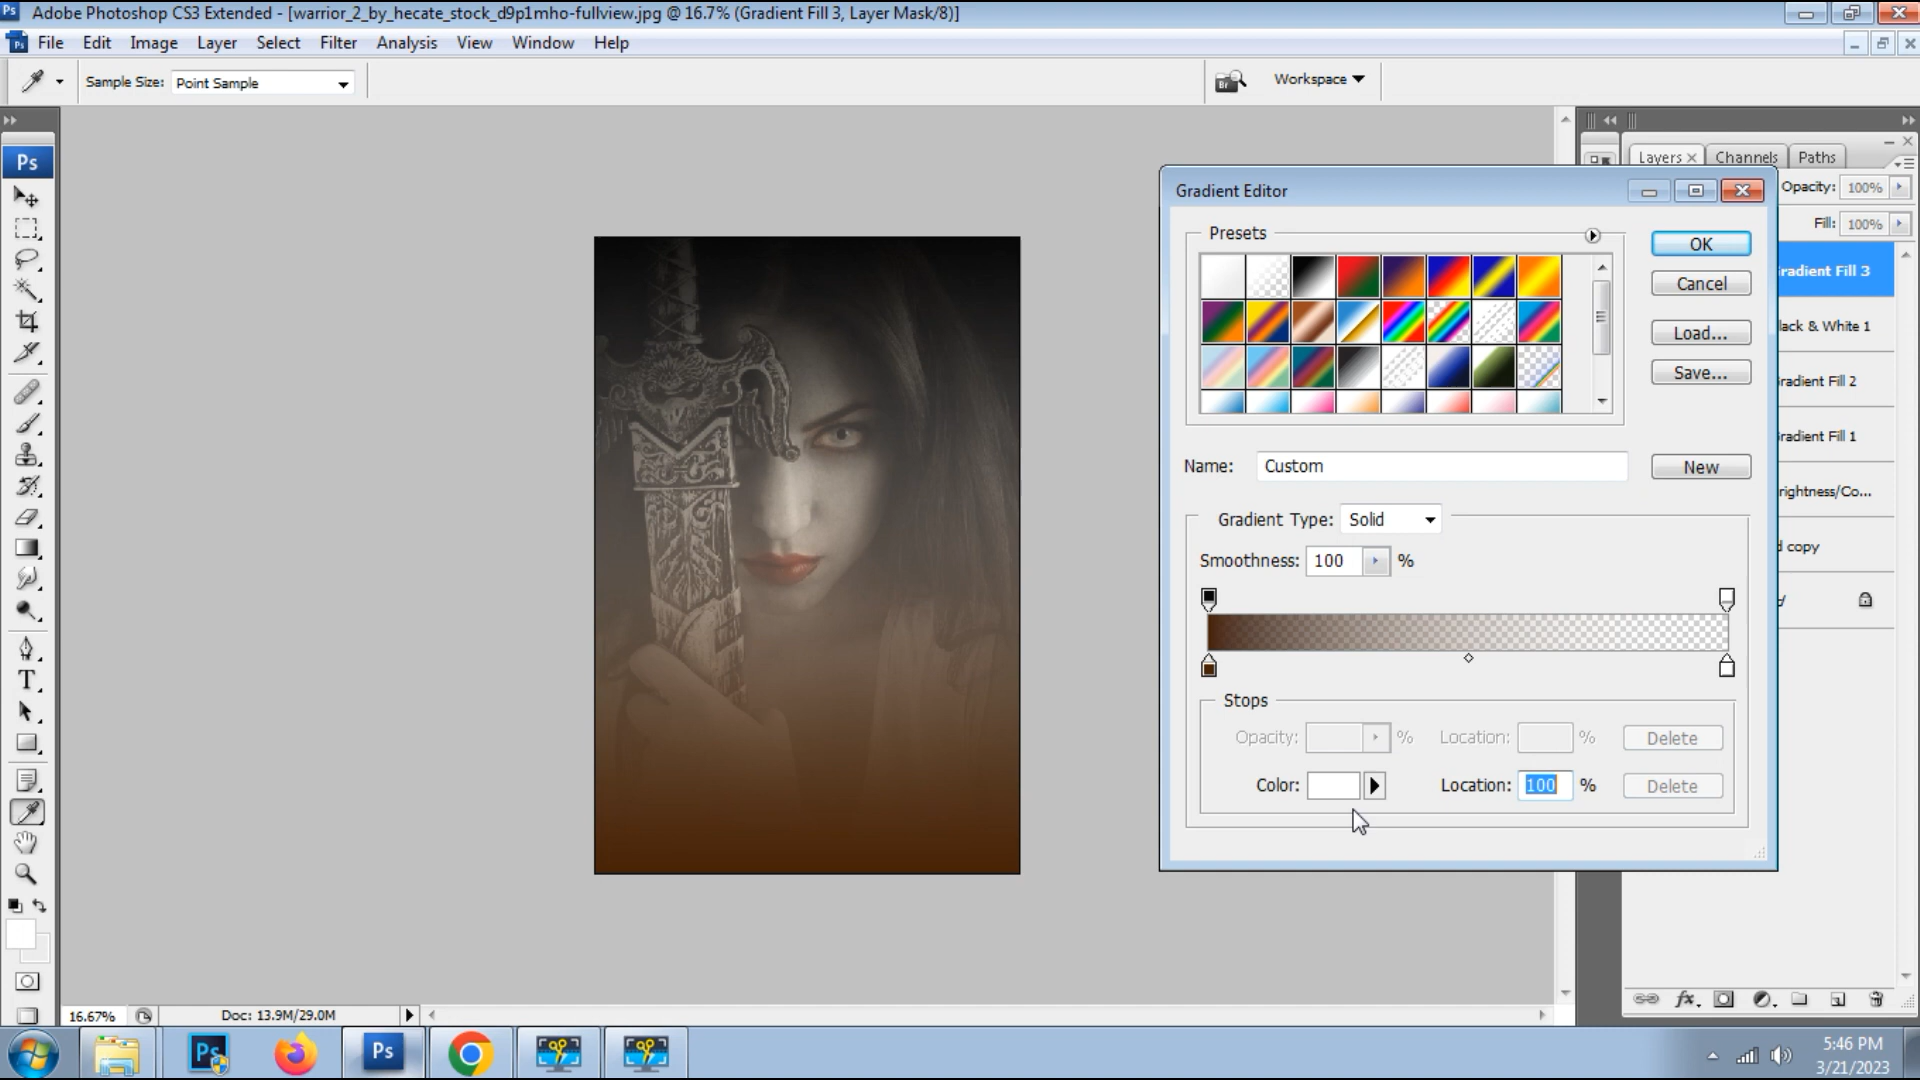 Adobe Photoshop CS3 Extended - [warrior_2_by_hecate_stock_d9p1mho-fullview.jpg @ 16.7% (Gradient Fill 3, Layer Mask/8)]
File Edit Image Layer Select Filter Analysis View Window Help
Sample Size: Point Sample
Workspace
Ps
Layers Channels Paths
Opacity: 100%
Fill: 100%
radient Fill 3
lack & White 1
radient Fill 2
radient Fill 1
rightness/Co...
copy
Gradient Editor
Presets
OK
Cancel
Load...
Save...
Name: Custom
New
Gradient Type: Solid
Smoothness: 100 %
Stops
Opacity: % Location: % Delete
Color: Location: 100 % Delete
16.67% Doc: 13.9M/29.0M
5:46 PM
3/21/2023